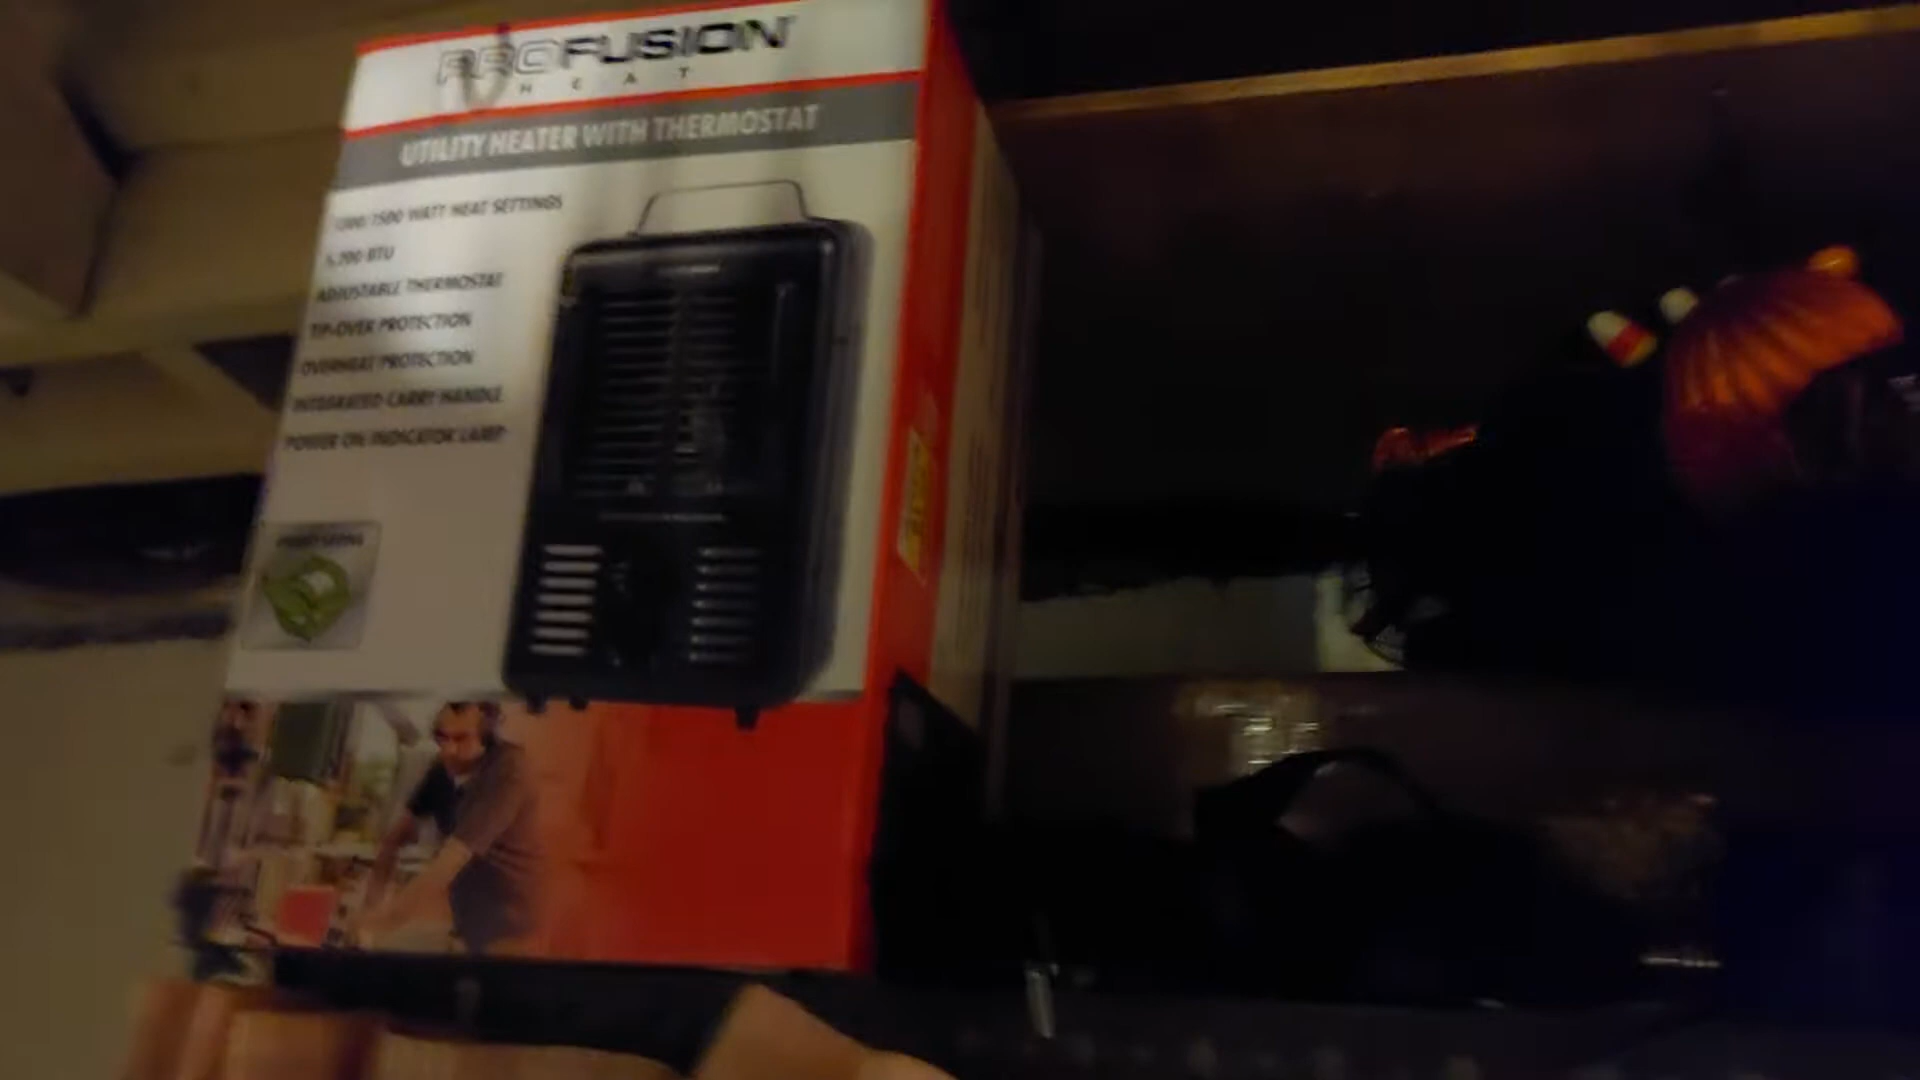 PROFUSION
HEAT
UTILITY HEATER WITH THERMOSTAT
1300/1500 WATT HEAT SETTINGS
5,200 BTU
ADJUSTABLE THERMOSTAT
TIP-OVER PROTECTION
OVERHEAT PROTECTION
INTEGRATED CARRY HANDLE
POWER ON INDICATOR LAMP